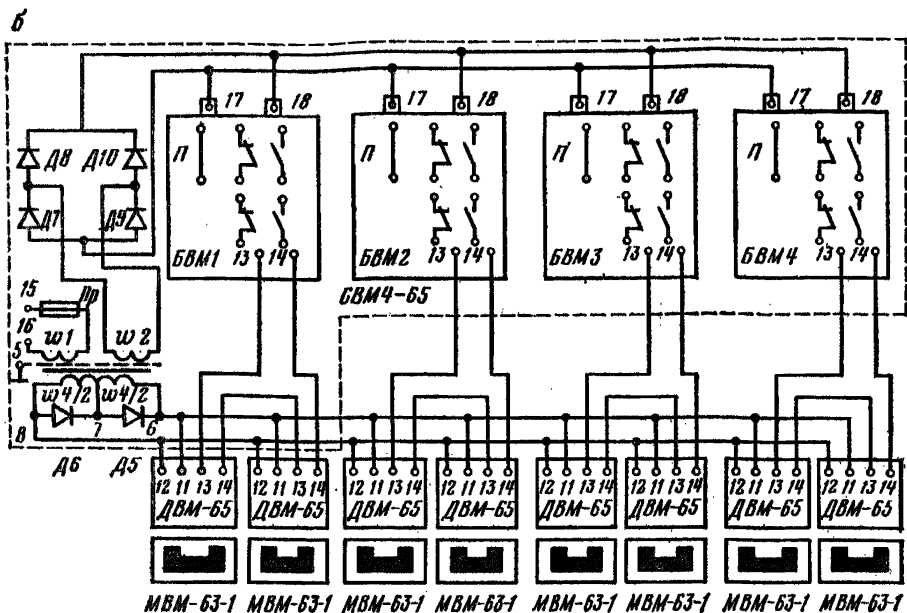 б
17 18 17 18 17 18 17 18
Д8 Д10 П П П П
Д7 Д9
БВМ1 13 14 БВМ2 13 14 БВМ3 13 14 БВМ4 13 14
БВМ4-65
15 Пр
16 w1 w2
5
w4/2 w4/2
8 7 6
Д6 Д5
12 11 13 14 12 11 13 14 12 11 13 14 12 11 13 14 12 11 13 14 12 11 13 14 12 11 13 14 12 11 13 14
ДВМ-65 ДВМ-65 ДВМ-65 ДВМ-65 ДВМ-65 ДВМ-65 ДВМ-65 ДВМ-65
МВМ-63-1 МВМ-63-1 МВМ-63-1 МВМ-63-1 МВМ-63-1 МВМ-63-1 МВМ-63-1 МВМ-63-1